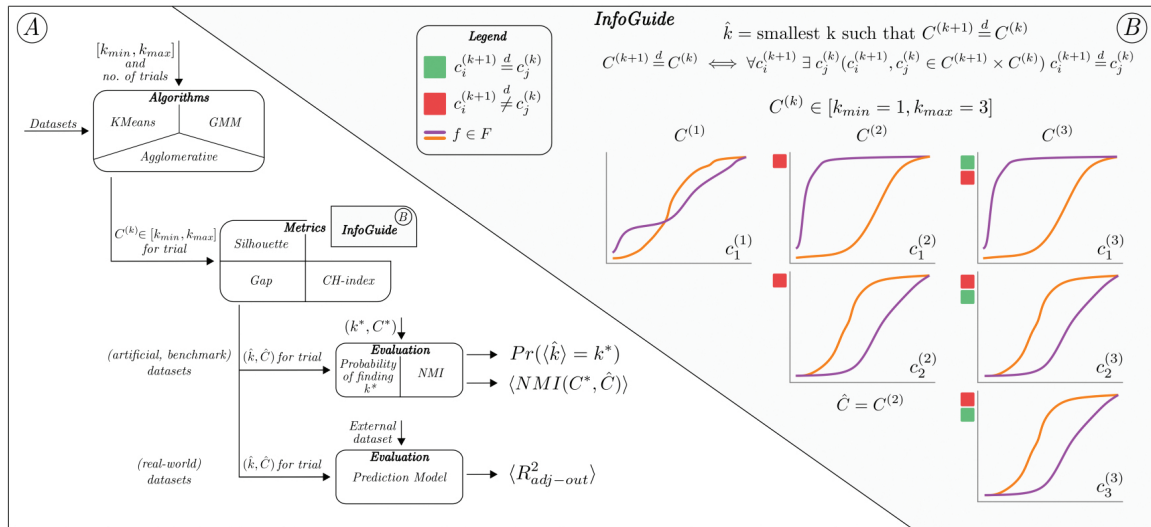 A
[k_min, k_max]
and
no. of trials
Algorithms
KMeans
GMM
Agglomerative
Datasets
C^(k) ∈ [k_min, k_max]
for trial
Metrics
Silhouette
InfoGuide
B
Gap
CH-index
(k*, C*)
(artificial, benchmark)
datasets
(k̂, Ĉ) for trial
Evaluation
Probability
of finding
k*
NMI
Pr(⟨k̂⟩ = k*)
⟨NMI(C*, Ĉ)⟩
External
dataset
(real-world)
datasets
(k̂, Ĉ) for trial
Evaluation
Prediction Model
⟨R²_adj−out⟩
Legend
c_i^(k+1) =^d c_j^(k)
c_i^(k+1) ≠^d c_j^(k)
f ∈ F
InfoGuide
B
k̂ = smallest k such that C^(k+1) =^d C^(k)
C^(k+1) =^d C^(k) ⟺ ∀c_i^(k+1) ∃ c_j^(k) (c_i^(k+1), c_j^(k) ∈ C^(k+1) × C^(k)) c_i^(k+1) =^d c_j^(k)
C^(k) ∈ [k_min = 1, k_max = 3]
C^(1)
C^(2)
C^(3)
c_1^(1)
c_1^(2)
c_1^(3)
c_2^(2)
c_2^(3)
Ĉ = C^(2)
c_3^(3)